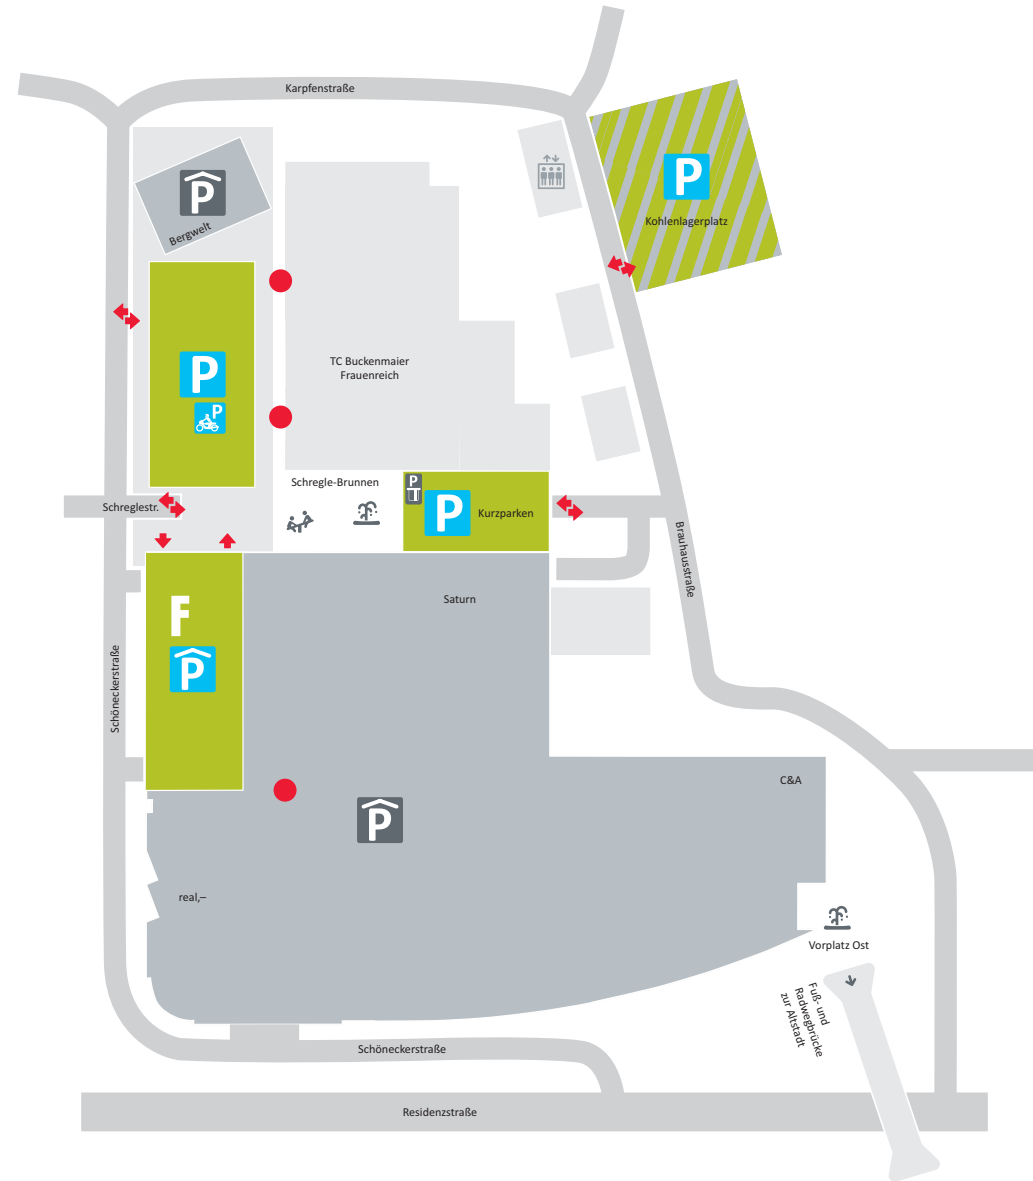 Karpfenstraße
P
P
Kohlenlagerplatz
Bergwelt
P
P
TC Buckenmaier
Frauenreich
Schregle-Brunnen
P
P
Kurzparken
Schreglestr.
Brauhausstraße
Saturn
F
P
Schöneckerstraße
C&A
P
real,–
Vorplatz Ost
Fuß- und
Radwegbrücke
zur Altstadt
Schöneckerstraße
Residenzstraße